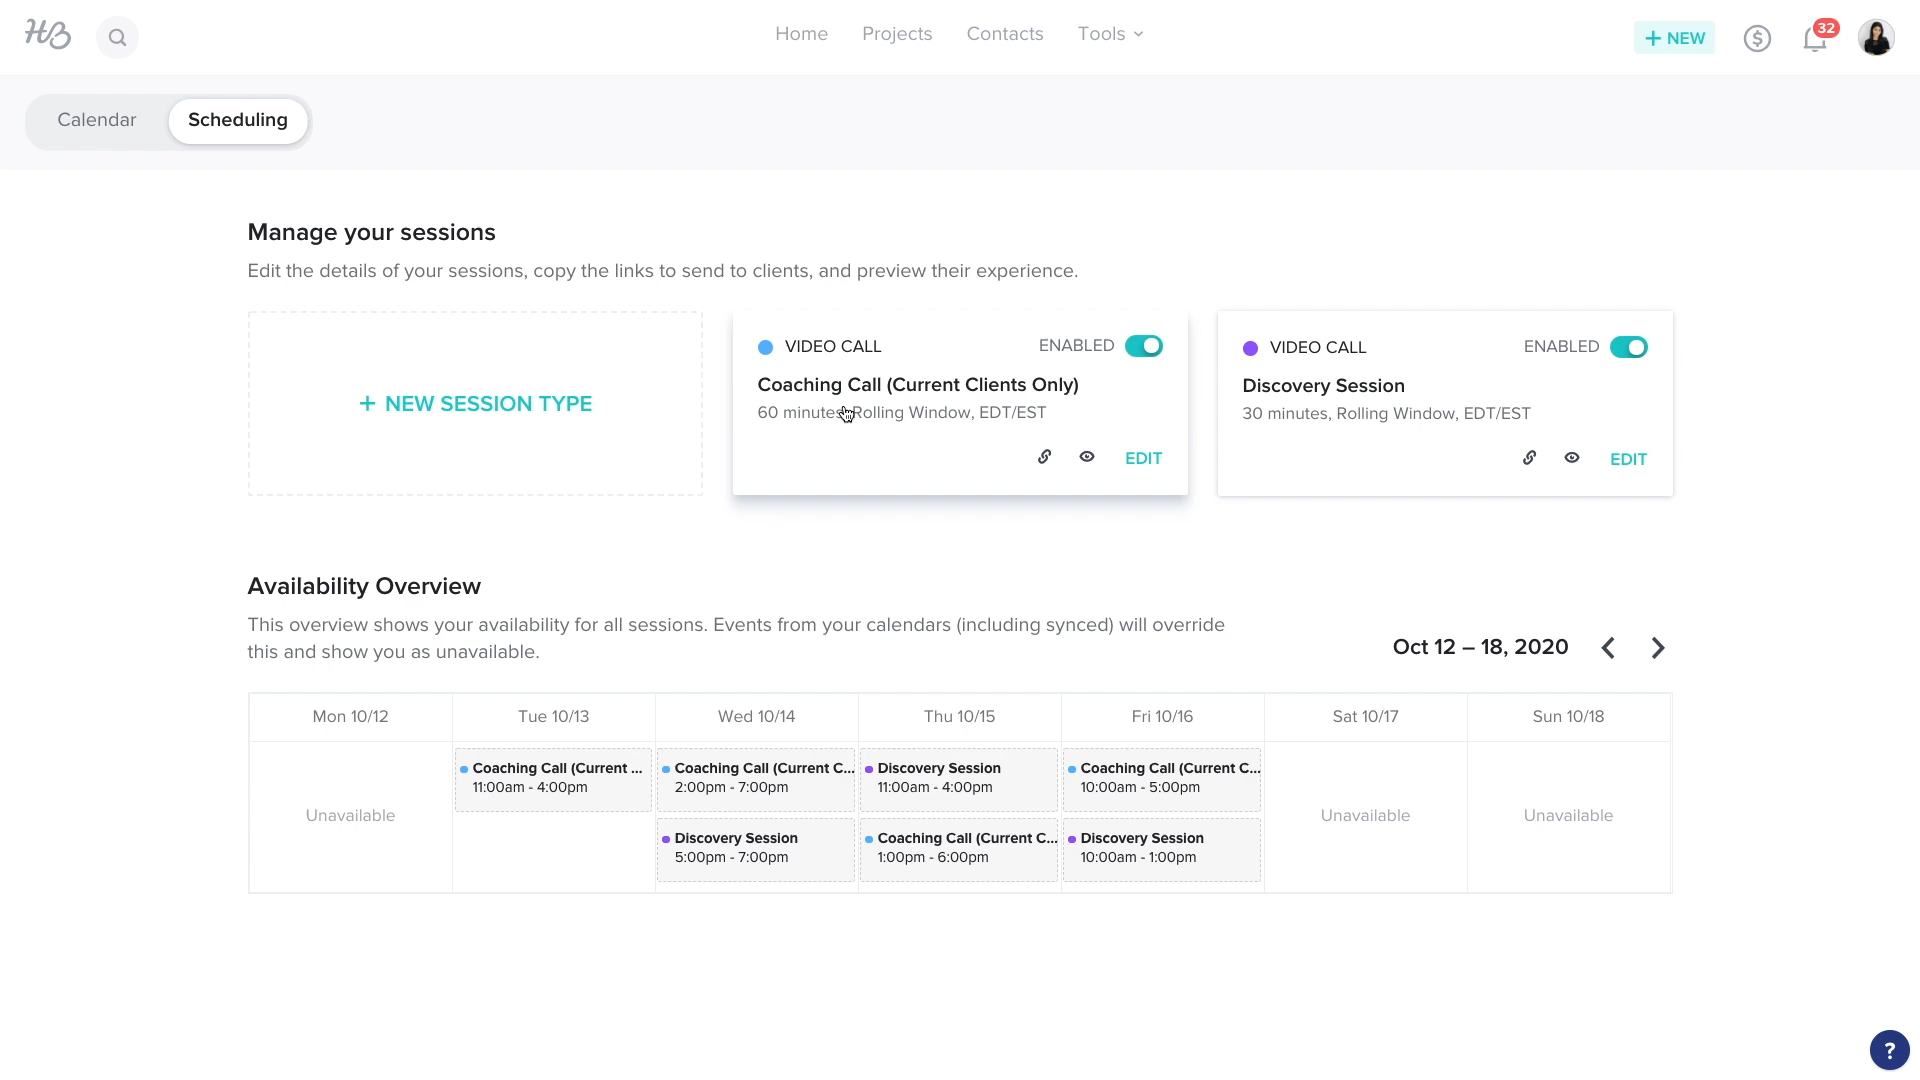 HB
Home Projects Contacts Tools
+ NEW
32
Calendar Scheduling
Manage your sessions
Edit the details of your sessions, copy the links to send to clients, and preview their experience.
+ NEW SESSION TYPE
VIDEO CALL ENABLED
Coaching Call (Current Clients Only)
60 minutes, Rolling Window, EDT/EST
EDIT
VIDEO CALL ENABLED
Discovery Session
30 minutes, Rolling Window, EDT/EST
EDIT
Availability Overview
This overview shows your availability for all sessions. Events from your calendars (including synced) will override
this and show you as unavailable.
Oct 12 – 18, 2020
Mon 10/12 Tue 10/13 Wed 10/14 Thu 10/15 Fri 10/16 Sat 10/17 Sun 10/18
Unavailable
Coaching Call (Current ...
11:00am - 4:00pm
Coaching Call (Current C...
2:00pm - 7:00pm
Discovery Session
5:00pm - 7:00pm
Discovery Session
11:00am - 4:00pm
Coaching Call (Current C...
1:00pm - 6:00pm
Coaching Call (Current C...
10:00am - 5:00pm
Discovery Session
10:00am - 1:00pm
Unavailable
Unavailable
?